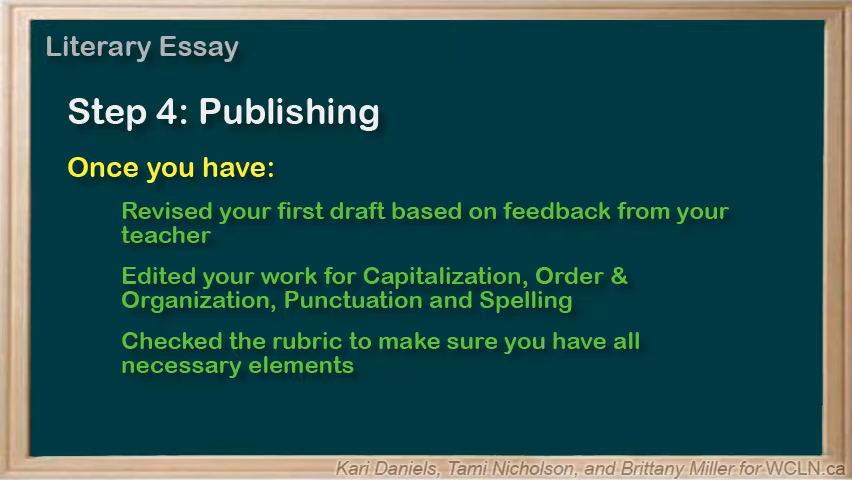 Literary Essay
Step 4: Publishing
Once you have:
Revised your first draft based on feedback from your
teacher
Edited your work for Capitalization, Order &
Organization, Punctuation and Spelling
Checked the rubric to make sure you have all
necessary elements
Kari Daniels, Tami Nicholson, and Brittany Miller for WCLN.ca